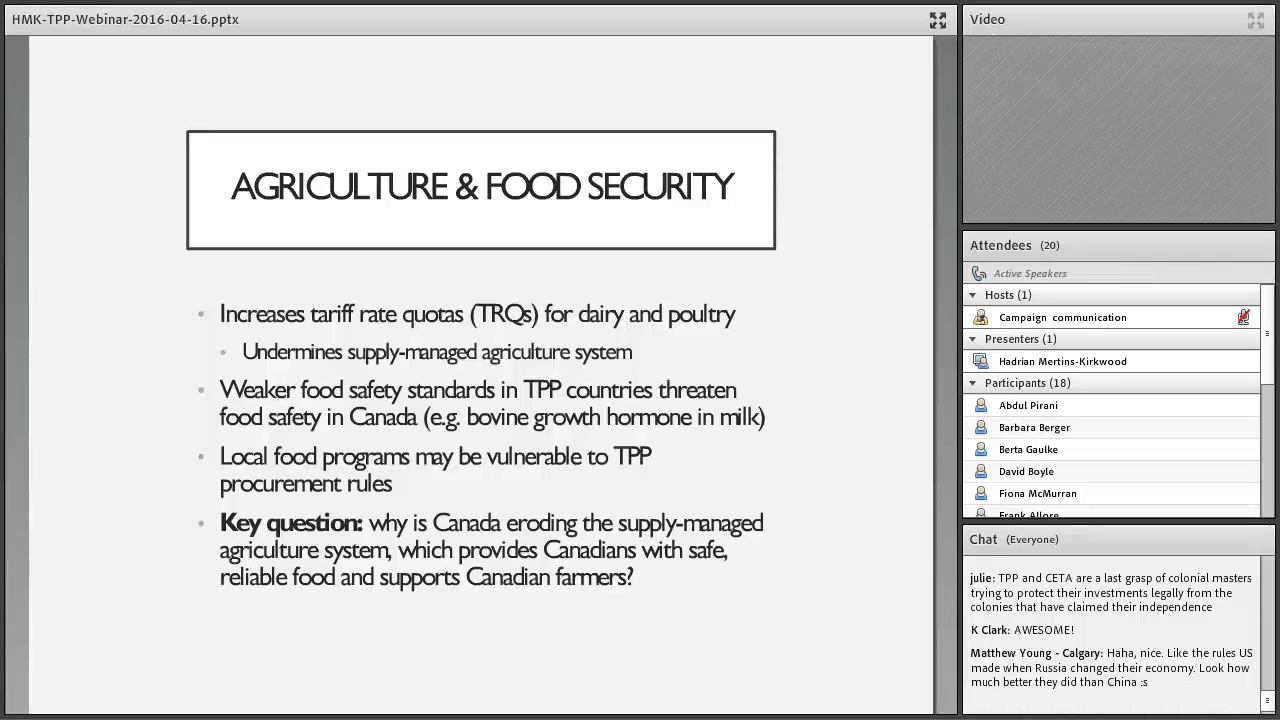 HMK-TPP-Webinar-2016-04-16.pptx
AGRICULTURE & FOOD SECURITY
• Increases tariff rate quotas (TRQs) for dairy and poultry
• Undermines supply-managed agriculture system
• Weaker food safety standards in TPP countries threaten
food safety in Canada (e.g. bovine growth hormone in milk)
• Local food programs may be vulnerable to TPP
procurement rules
• Key question: why is Canada eroding the supply-managed
agriculture system, which provides Canadians with safe,
reliable food and supports Canadian farmers?
Video
Attendees (20)
Active Speakers
Hosts (1)
Campaign communication
Presenters (1)
Hadrian Mertins-Kirkwood
Participants (18)
Abdul Pirani
Barbara Berger
Berta Gaulke
David Boyle
Fiona McMurran
Frank Allore
Chat (Everyone)
julie: TPP and CETA are a last grasp of colonial masters
trying to protect their investments legally from the
colonies that have claimed their independence
K Clark: AWESOME!
Matthew Young - Calgary: Haha, nice. Like the rules US
made when Russia changed their economy. Look how
much better they did than China :s